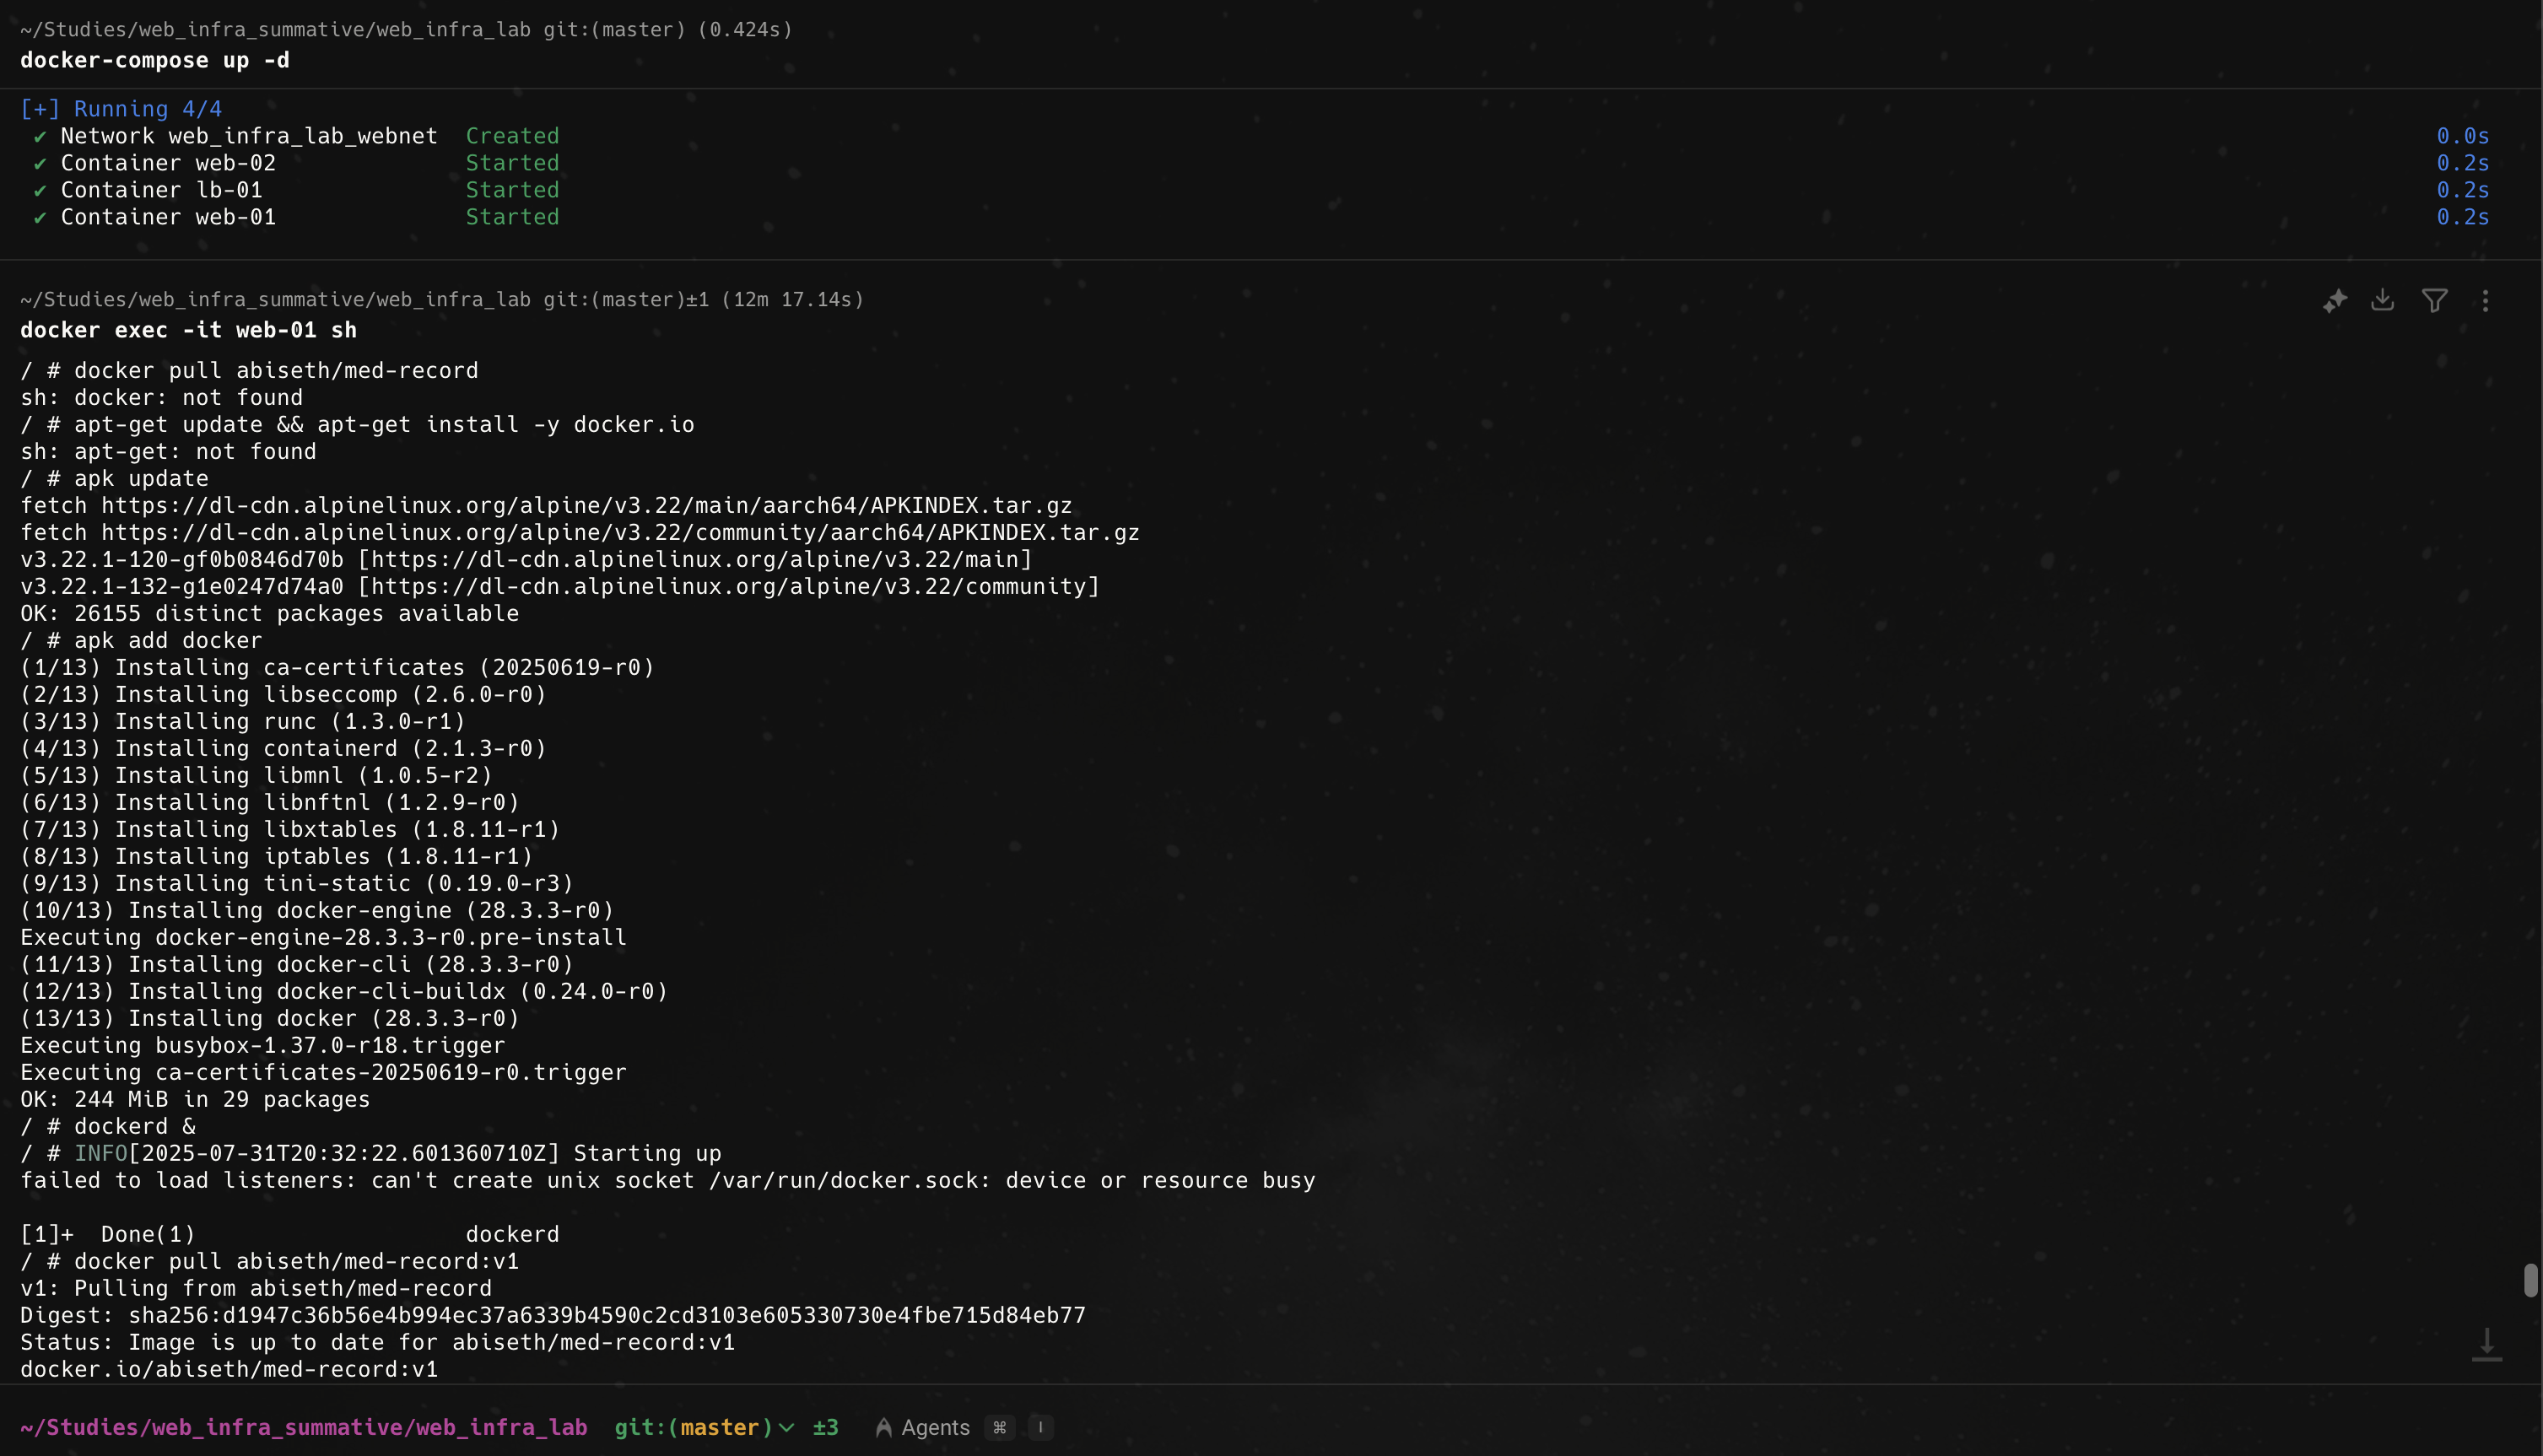 ~/Studies/web_infra_summative/web_infra_lab git:(master) (0.424s)
docker-compose up -d
[+] Running 4/4
✔ Network web_infra_lab_webnet  Created 0.0s
✔ Container web-02 Started 0.2s
✔ Container lb-01 Started 0.2s
✔ Container web-01 Started 0.2s
~/Studies/web_infra_summative/web_infra_lab git:(master)±1 (12m 17.14s)
docker exec -it web-01 sh
/ # docker pull abiseth/med-record
sh: docker: not found
/ # apt-get update && apt-get install -y docker.io
sh: apt-get: not found
/ # apk update
fetch https://dl-cdn.alpinelinux.org/alpine/v3.22/main/aarch64/APKINDEX.tar.gz
fetch https://dl-cdn.alpinelinux.org/alpine/v3.22/community/aarch64/APKINDEX.tar.gz
v3.22.1-120-gf0b0846d70b [https://dl-cdn.alpinelinux.org/alpine/v3.22/main]
v3.22.1-132-g1e0247d74a0 [https://dl-cdn.alpinelinux.org/alpine/v3.22/community]
OK: 26155 distinct packages available
/ # apk add docker
(1/13) Installing ca-certificates (20250619-r0)
(2/13) Installing libseccomp (2.6.0-r0)
(3/13) Installing runc (1.3.0-r1)
(4/13) Installing containerd (2.1.3-r0)
(5/13) Installing libmnl (1.0.5-r2)
(6/13) Installing libnftnl (1.2.9-r0)
(7/13) Installing libxtables (1.8.11-r1)
(8/13) Installing iptables (1.8.11-r1)
(9/13) Installing tini-static (0.19.0-r3)
(10/13) Installing docker-engine (28.3.3-r0)
Executing docker-engine-28.3.3-r0.pre-install
(11/13) Installing docker-cli (28.3.3-r0)
(12/13) Installing docker-cli-buildx (0.24.0-r0)
(13/13) Installing docker (28.3.3-r0)
Executing busybox-1.37.0-r18.trigger
Executing ca-certificates-20250619-r0.trigger
OK: 244 MiB in 29 packages
/ # dockerd &
/ # INFO[2025-07-31T20:32:22.601360710Z] Starting up
failed to load listeners: can't create unix socket /var/run/docker.sock: device or resource busy
[1]+  Done(1)                    dockerd
/ # docker pull abiseth/med-record:v1
v1: Pulling from abiseth/med-record
Digest: sha256:d1947c36b56e4b994ec37a6339b4590c2cd3103e605330730e4fbe715d84eb77
Status: Image is up to date for abiseth/med-record:v1
docker.io/abiseth/med-record:v1
~/Studies/web_infra_summative/web_infra_lab git:(master) ±3 Agents ⌘ I